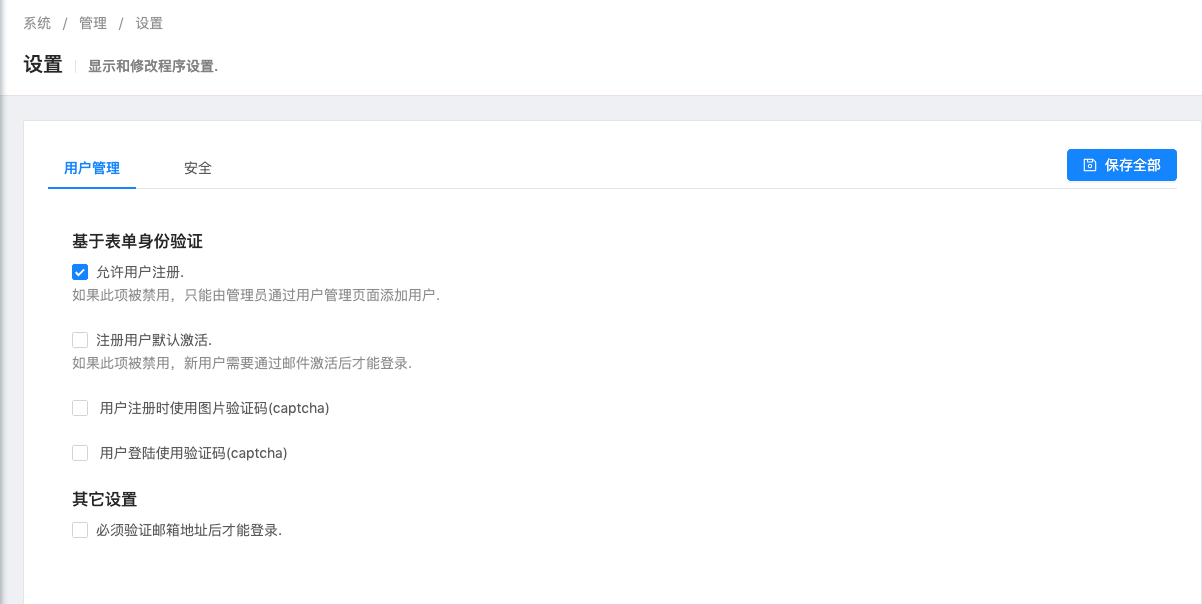 系统 / 管理 / 设置
设置 显示和修改程序设置.
用户管理 安全 保存全部
基于表单身份验证
允许用户注册.
如果此项被禁用，只能由管理员通过用户管理页面添加用户.
注册用户默认激活.
如果此项被禁用，新用户需要通过邮件激活后才能登录.
用户注册时使用图片验证码(captcha)
用户登陆使用验证码(captcha)
其它设置
必须验证邮箱地址后才能登录.